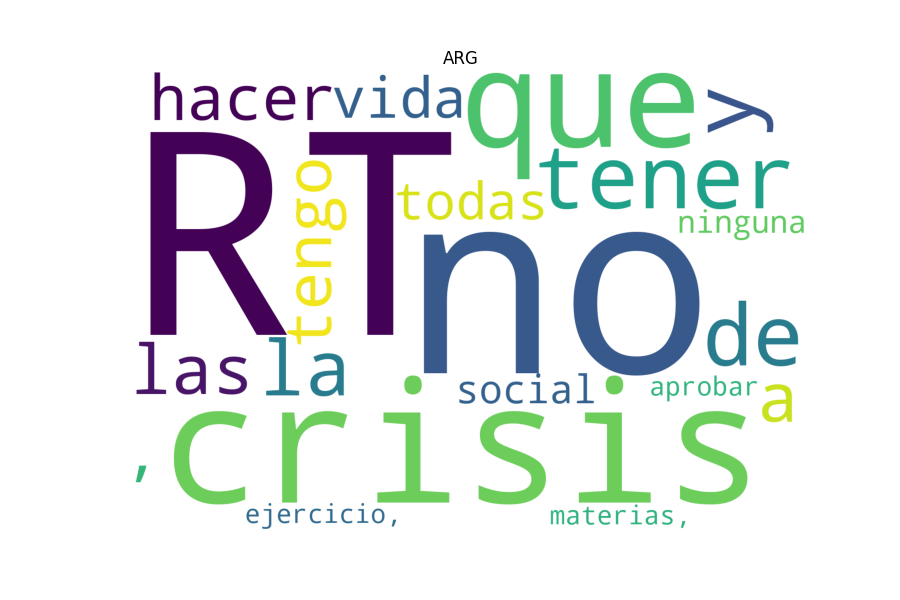 ARG
hacer vida que y
RT tengo todas tener
ninguna
no
las la de
social aprobar a
, crisis
ejercicio, materias,